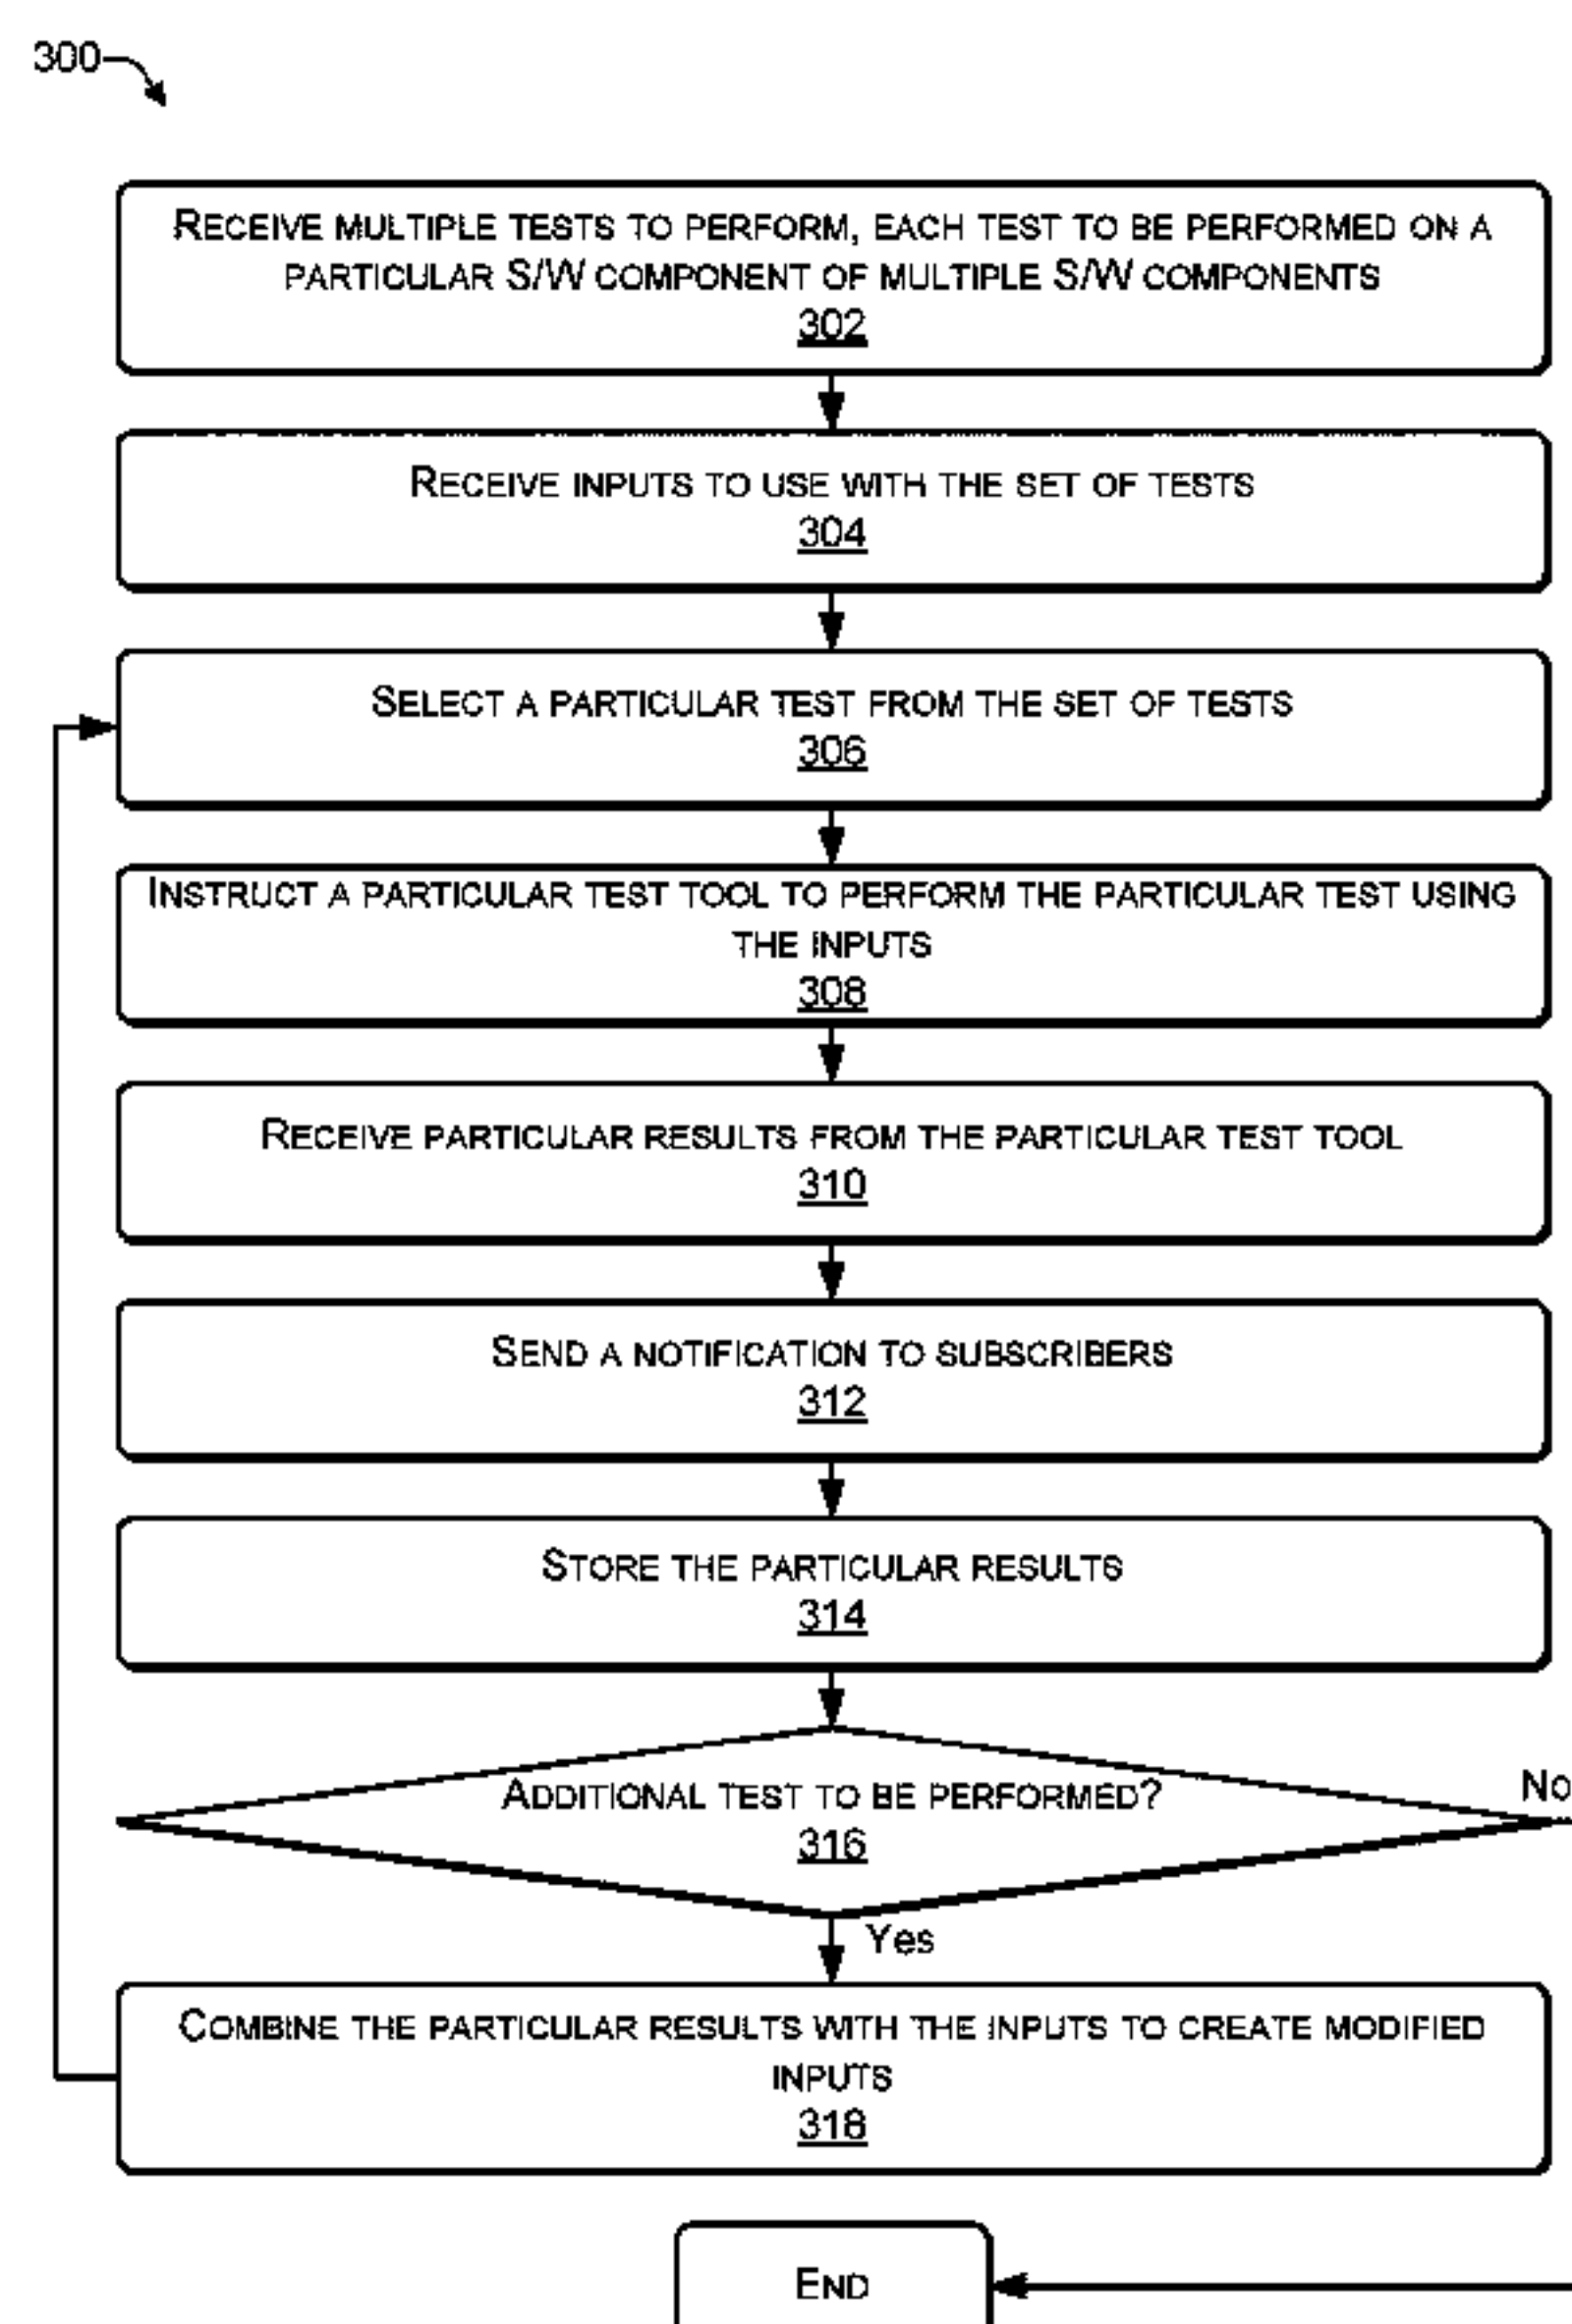 300
RECEIVE MULTIPLE TESTS TO PERFORM, EACH TEST TO BE PERFORMED ON A
PARTICULAR S/W COMPONENT OF MULTIPLE S/W COMPONENTS
302
RECEIVE INPUTS TO USE WITH THE SET OF TESTS
304
SELECT A PARTICULAR TEST FROM THE SET OF TESTS
306
INSTRUCT A PARTICULAR TEST TOOL TO PERFORM THE PARTICULAR TEST USING
THE INPUTS
308
RECEIVE PARTICULAR RESULTS FROM THE PARTICULAR TEST TOOL
310
SEND A NOTIFICATION TO SUBSCRIBERS
312
STORE THE PARTICULAR RESULTS
314
ADDITIONAL TEST TO BE PERFORMED?
316
No
Yes
COMBINE THE PARTICULAR RESULTS WITH THE INPUTS TO CREATE MODIFIED
INPUTS
318
END